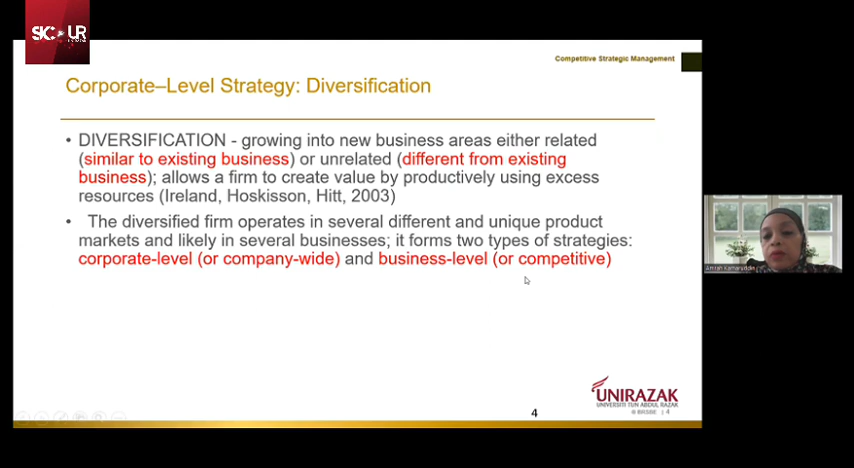 Competitive Strategic Management
Corporate–Level Strategy: Diversification
• DIVERSIFICATION - growing into new business areas either related
(similar to existing business) or unrelated (different from existing
business); allows a firm to create value by productively using excess
resources (Ireland, Hoskisson, Hitt, 2003)
• The diversified firm operates in several different and unique product
markets and likely in several businesses; it forms two types of strategies:
corporate-level (or company-wide) and business-level (or competitive)
UNIRAZAK
UNIVERSITI TUN ABDUL RAZAK
4
| 4